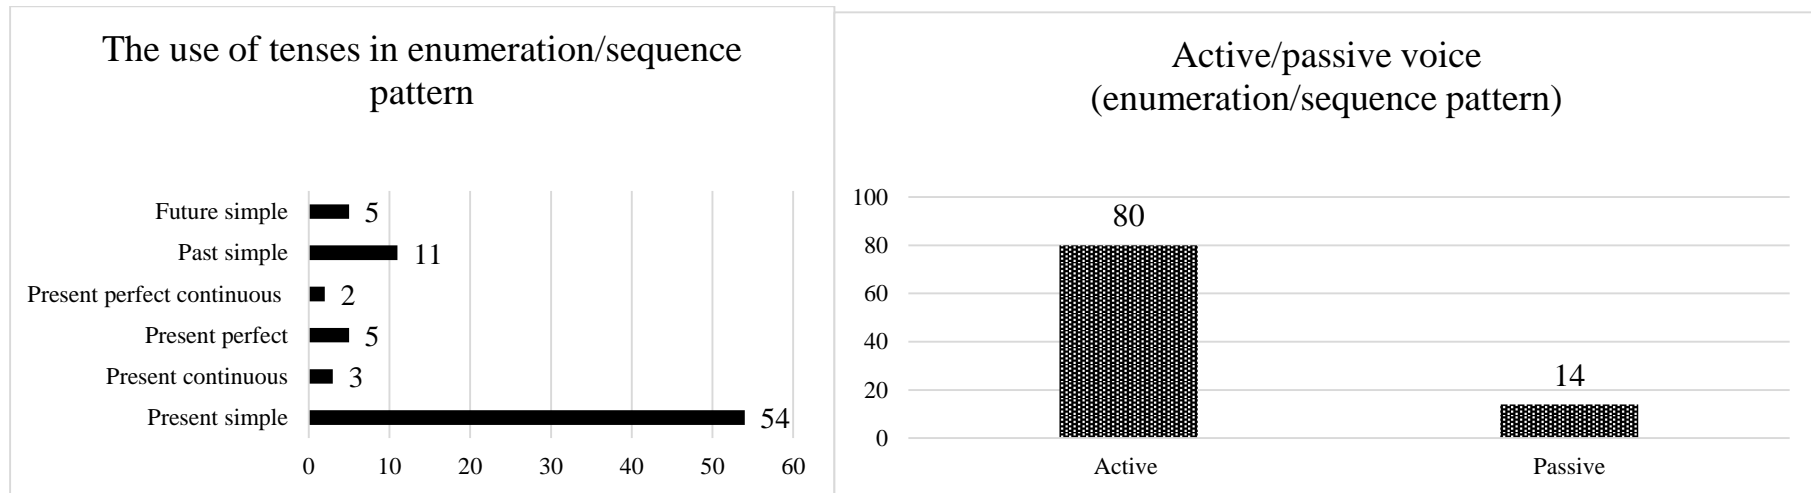 The use of tenses in enumeration/sequence
pattern
Future simple 5
Past simple 11
Present perfect continuous 2
Present perfect 5
Present continuous 3
Present simple 54
0 10 20 30 40 50 60
Active/passive voice
(enumeration/sequence pattern)
100
80
60
40
20
0
80
14
Active Passive